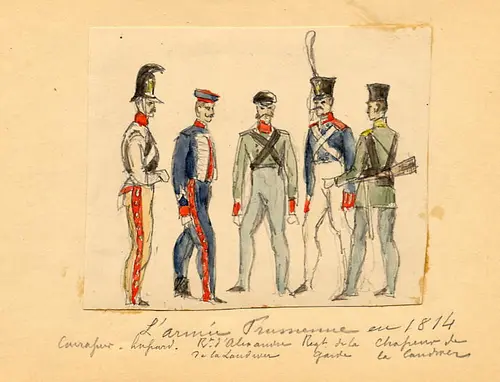 L'armée Prussienne en 1814
Cuirassier - hussard. Rt d'Alexandre Regt. de la Chasseur de
de la Landwer garde la Landwer